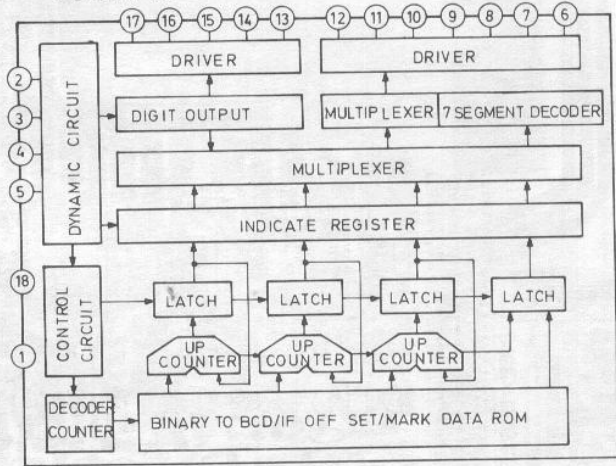 17 16 15 14 13 12 11 10 9 8 7 6
DRIVER DRIVER
2
3
4
5
DYNAMIC CIRCUIT
DIGIT OUTPUT
MULTIPLEXER 7 SEGMENT DECODER
MULTIPLEXER
INDICATE REGISTER
18
1
CONTROL
CIRCUIT
LATCH LATCH LATCH LATCH
UP UP UP
COUNTER COUNTER COUNTER
DECODER
COUNTER
BINARY TO BCD/IF OFF SET/MARK DATA ROM